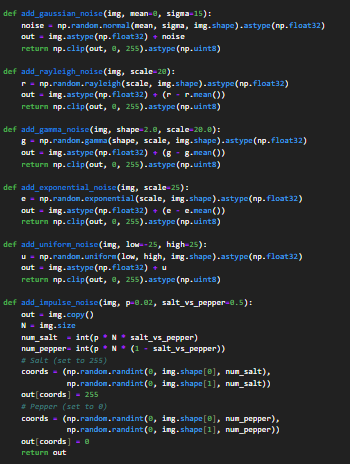 def add_gaussian_noise(img, mean=0, sigma=15):
    noise = np.random.normal(mean, sigma, img.shape).astype(np.float32)
    out = img.astype(np.float32) + noise
    return np.clip(out, 0, 255).astype(np.uint8)

def add_rayleigh_noise(img, scale=20):
    r = np.random.rayleigh(scale, img.shape).astype(np.float32)
    out = img.astype(np.float32) + (r - r.mean())
    return np.clip(out, 0, 255).astype(np.uint8)

def add_gamma_noise(img, shape=2.0, scale=20.0):
    g = np.random.gamma(shape, scale, img.shape).astype(np.float32)
    out = img.astype(np.float32) + (g - g.mean())
    return np.clip(out, 0, 255).astype(np.uint8)

def add_exponential_noise(img, scale=25):
    e = np.random.exponential(scale, img.shape).astype(np.float32)
    out = img.astype(np.float32) + (e - e.mean())
    return np.clip(out, 0, 255).astype(np.uint8)

def add_uniform_noise(img, low=-25, high=25):
    u = np.random.uniform(low, high, img.shape).astype(np.float32)
    out = img.astype(np.float32) + u
    return np.clip(out, 0, 255).astype(np.uint8)

def add_impulse_noise(img, p=0.02, salt_vs_pepper=0.5):
    out = img.copy()
    N = img.size
    num_salt  = int(p * N * salt_vs_pepper)
    num_pepper= int(p * N * (1 - salt_vs_pepper))
    # Salt (set to 255)
    coords = (np.random.randint(0, img.shape[0], num_salt),
              np.random.randint(0, img.shape[1], num_salt))
    out[coords] = 255
    # Pepper (set to 0)
    coords = (np.random.randint(0, img.shape[0], num_pepper),
              np.random.randint(0, img.shape[1], num_pepper))
    out[coords] = 0
    return out